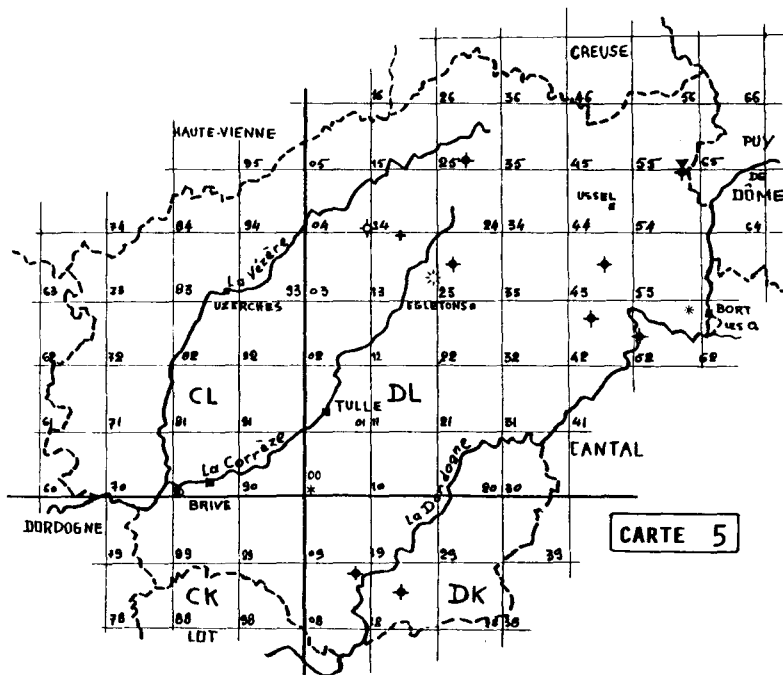 CREUSE
16 26 36 46 56 66
HAUTE-VIENNE
PUY
DE
DÔME
95 05 15 25 35 45 55 65
USSEL
74 84 94 04 14 24 34 44 54 64
La Vézère
63 73 83 93 03 13 23 33 43 53
UZERCHES
EGLETONS
BORT
LES O.
62 72 82 92 02 12 22 32 42 52 62
CL
DL
TULLE
61 71 81 91 01 11 21 31 41
La Corrèze
CANTAL
La Dordogne
00
60 70 80 90 10 20 30
BRIVE
DORDOGNE
CARTE 5
79 89 99 09 19 29 39
CK
DK
78 88 98 08 18 28 38
LOT